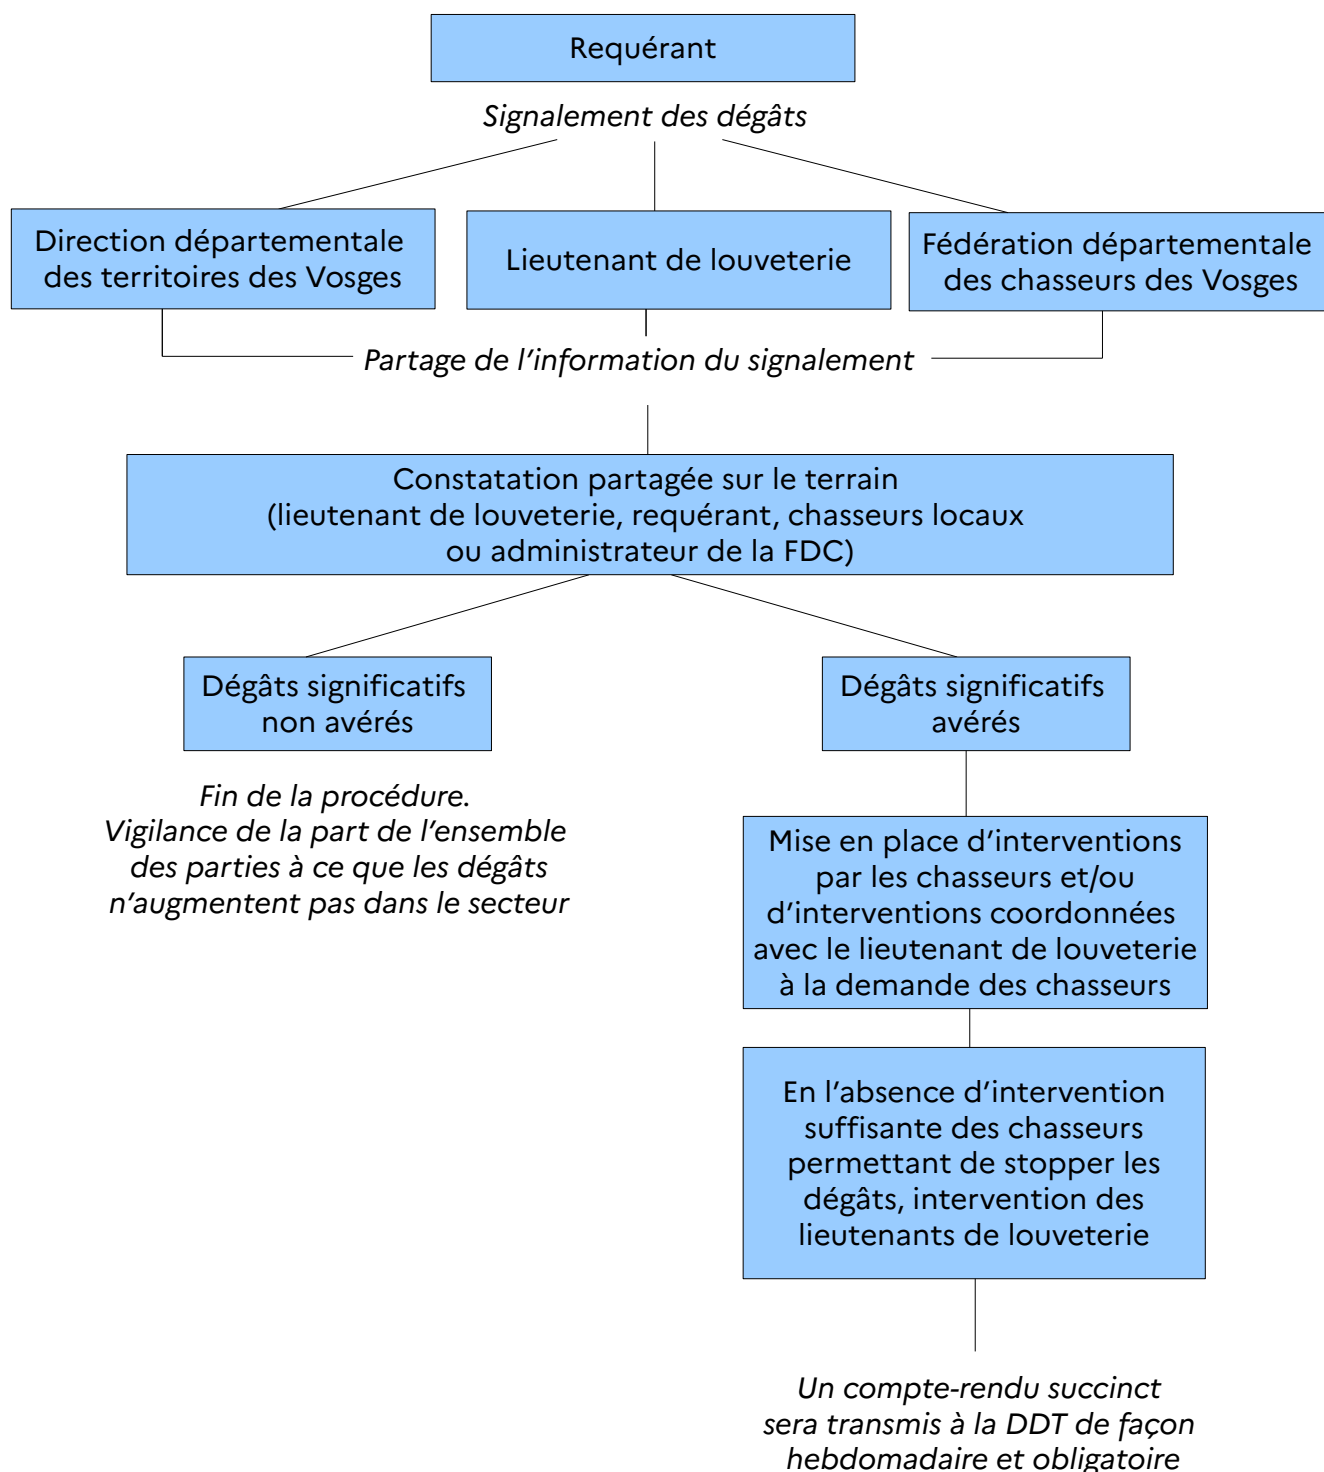 Requérant
Signalement des dégâts
Direction départementale
des territoires des Vosges
Lieutenant de louveterie
Fédération départementale
des chasseurs des Vosges
Partage de l’information du signalement
Constatation partagée sur le terrain
(lieutenant de louveterie, requérant, chasseurs locaux
ou administrateur de la FDC)
Dégâts significatifs
non avérés
Fin de la procédure.
Vigilance de la part de l’ensemble
des parties à ce que les dégâts
n’augmentent pas dans le secteur
Dégâts significatifs
avérés
Mise en place d’interventions
par les chasseurs et/ou
d’interventions coordonnées
avec le lieutenant de louveterie
à la demande des chasseurs
En l’absence d’intervention
suffisante des chasseurs
permettant de stopper les
dégâts, intervention des
lieutenants de louveterie
Un compte-rendu succinct
sera transmis à la DDT de façon
hebdomadaire et obligatoire